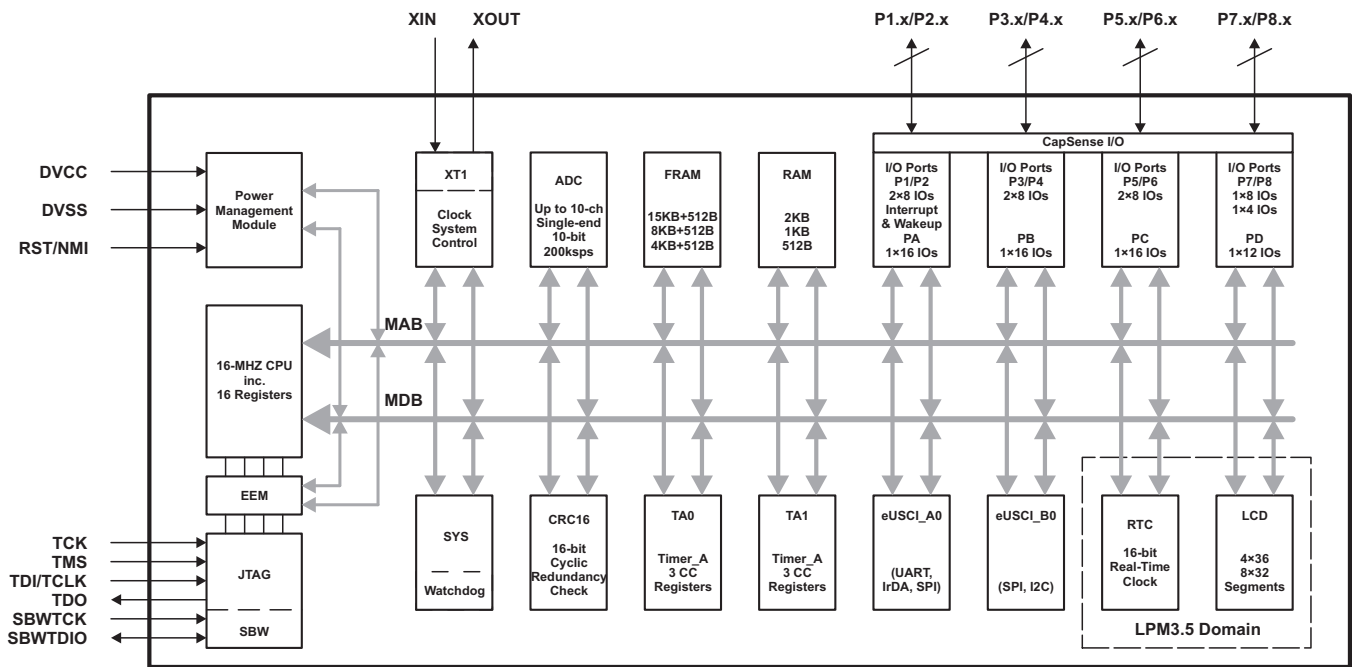 XIN XOUT P1.x/P2.x P3.x/P4.x P5.x/P6.x P7.x/P8.x
DVCC
DVSS
RST/NMI
Power
Management
Module
XT1
Clock
System
Control
ADC
Up to 10-ch
Single-end
10-bit
200ksps
FRAM
15KB+512B
8KB+512B
4KB+512B
RAM
2KB
1KB
512B
CapSense I/O
I/O Ports
P1/P2
2×8 IOs
Interrupt
& Wakeup
PA
1×16 IOs
I/O Ports
P3/P4
2×8 IOs
PB
1×16 IOs
I/O Ports
P5/P6
2×8 IOs
PC
1×16 IOs
I/O Ports
P7/P8
1×8 IOs
1×4 IOs
PD
1×12 IOs
16-MHZ CPU
inc.
16 Registers
MAB
MDB
EEM
TCK
TMS
TDI/TCLK
TDO
SBWTCK
SBWTDIO
JTAG
SBW
SYS
Watchdog
CRC16
16-bit
Cyclic
Redundancy
Check
TA0
Timer_A
3 CC
Registers
TA1
Timer_A
3 CC
Registers
eUSCI_A0
(UART,
IrDA, SPI)
eUSCI_B0
(SPI, I2C)
RTC
16-bit
Real-Time
Clock
LCD
4×36
8×32
Segments
LPM3.5 Domain